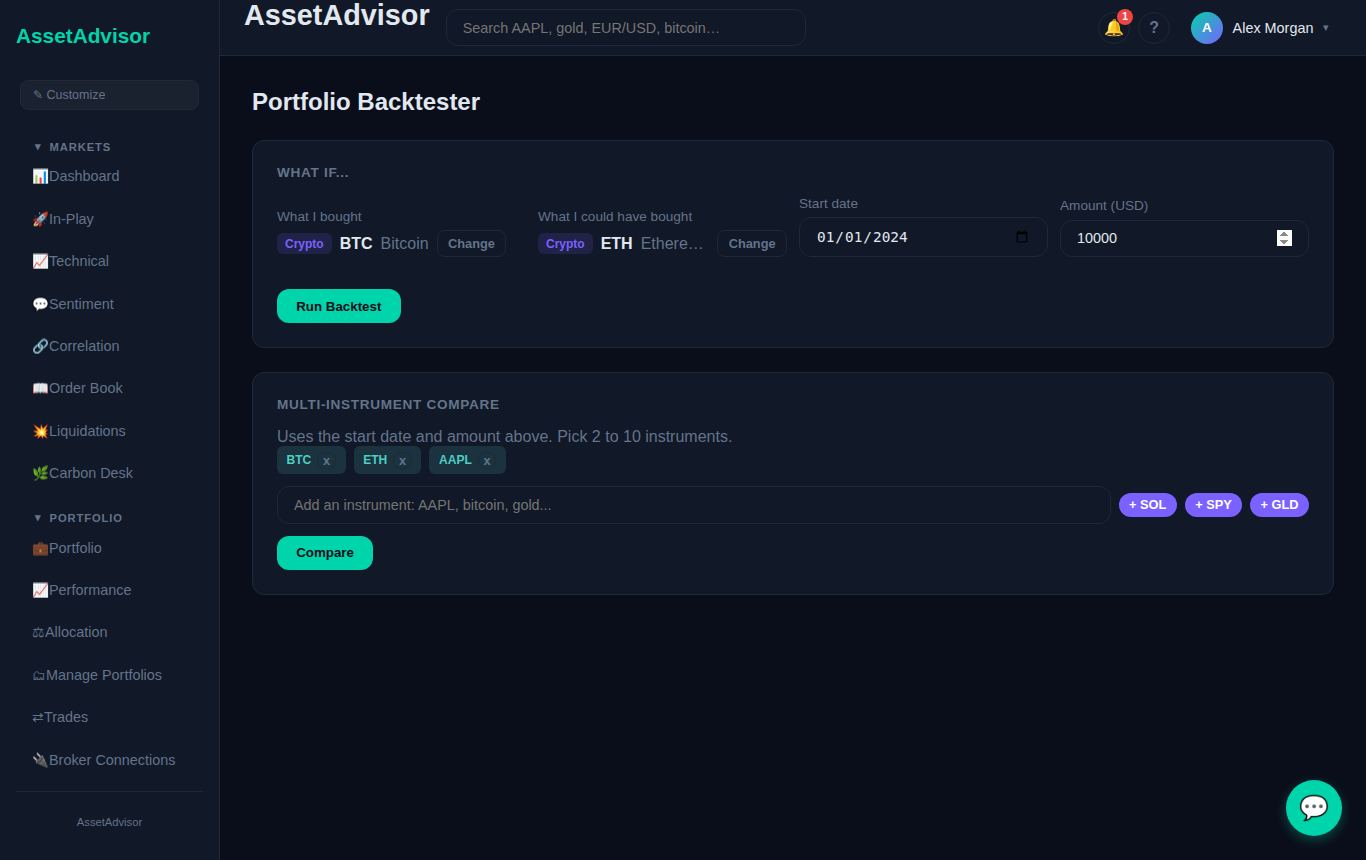 AssetAdvisor
✎ Customize
▼ MARKETS
📊Dashboard
🚀In-Play
📈Technical
💬Sentiment
🔗Correlation
📖Order Book
💥Liquidations
🌿Carbon Desk
▼ PORTFOLIO
💼Portfolio
📈Performance
⚖Allocation
🗂Manage Portfolios
⇄Trades
🔌Broker Connections
AssetAdvisor
AssetAdvisor
Search AAPL, gold, EUR/USD, bitcoin…
1
?
A
Alex Morgan ▼
Portfolio Backtester
WHAT IF...
What I bought
Crypto BTC Bitcoin Change
What I could have bought
Crypto ETH Ethere… Change
Start date
01/01/2024
Amount (USD)
10000
Run Backtest
MULTI-INSTRUMENT COMPARE
Uses the start date and amount above. Pick 2 to 10 instruments.
BTC x ETH x AAPL x
Add an instrument: AAPL, bitcoin, gold...
+ SOL + SPY + GLD
Compare